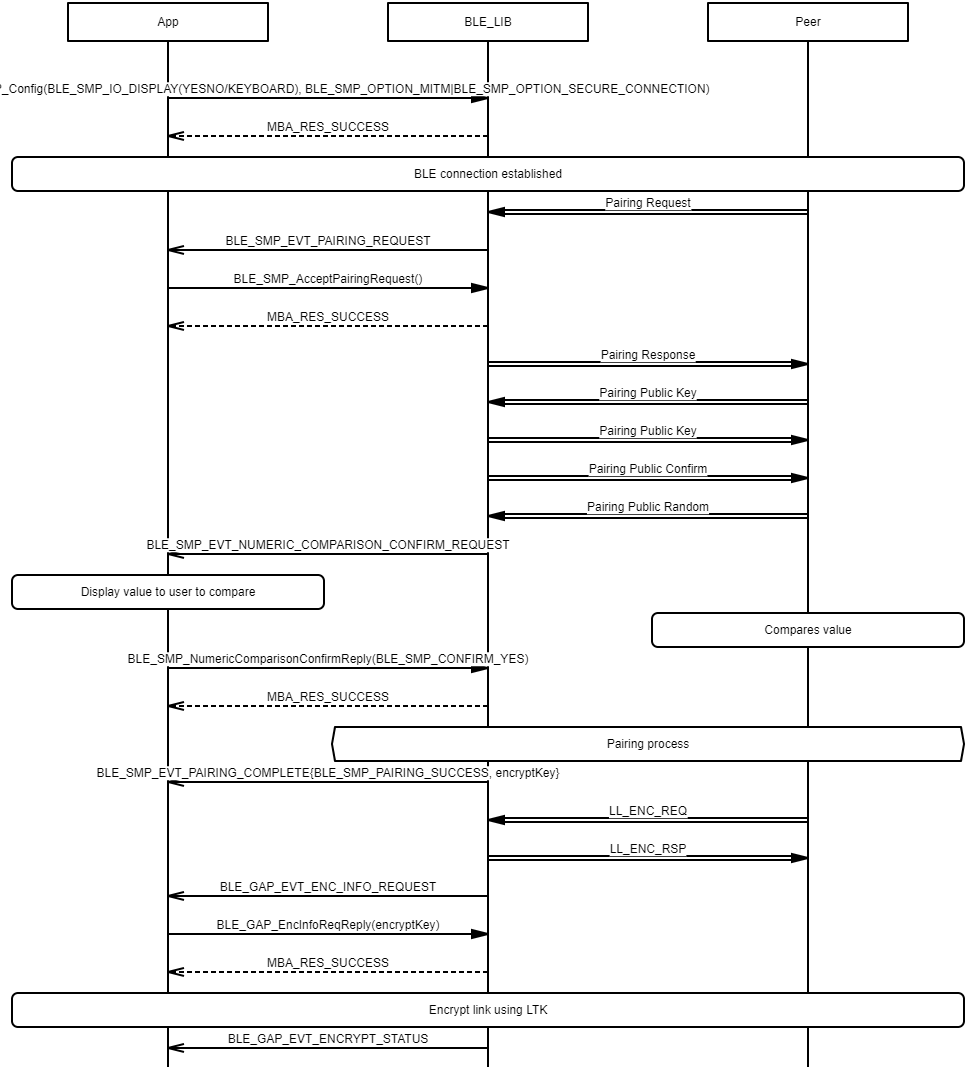 App
BLE_LIB
Peer
_Config(BLE_SMP_IO_DISPLAY(YESNO/KEYBOARD), BLE_SMP_OPTION_MITM|BLE_SMP_OPTION_SECURE_CONNECTION)
MBA_RES_SUCCESS
BLE connection established
Pairing Request
BLE_SMP_EVT_PAIRING_REQUEST
BLE_SMP_AcceptPairingRequest()
MBA_RES_SUCCESS
Pairing Response
Pairing Public Key
Pairing Public Key
Pairing Public Confirm
Pairing Public Random
BLE_SMP_EVT_NUMERIC_COMPARISON_CONFIRM_REQUEST
Display value to user to compare
Compares value
BLE_SMP_NumericComparisonConfirmReply(BLE_SMP_CONFIRM_YES)
MBA_RES_SUCCESS
Pairing process
BLE_SMP_EVT_PAIRING_COMPLETE{BLE_SMP_PAIRING_SUCCESS, encryptKey}
LL_ENC_REQ
LL_ENC_RSP
BLE_GAP_EVT_ENC_INFO_REQUEST
BLE_GAP_EncInfoReqReply(encryptKey)
MBA_RES_SUCCESS
Encrypt link using LTK
BLE_GAP_EVT_ENCRYPT_STATUS